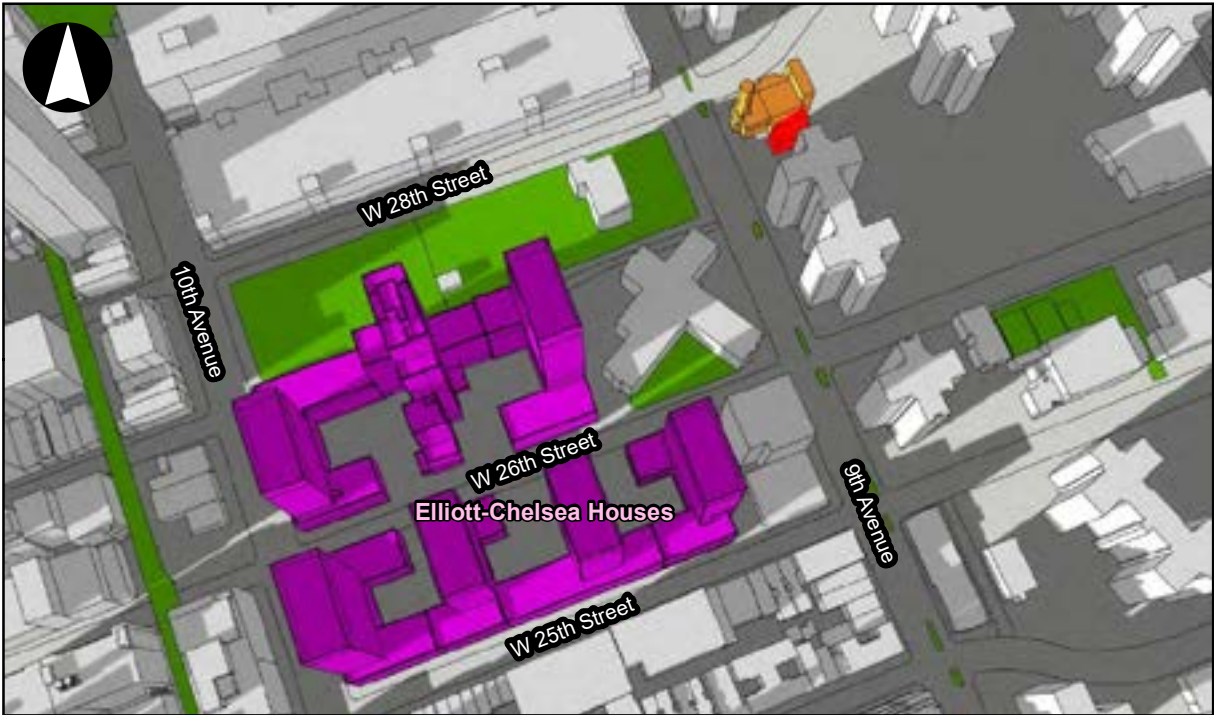 W 28th Street
10th Avenue
W 26th Street
Elliott-Chelsea Houses
9th Avenue
W 25th Street